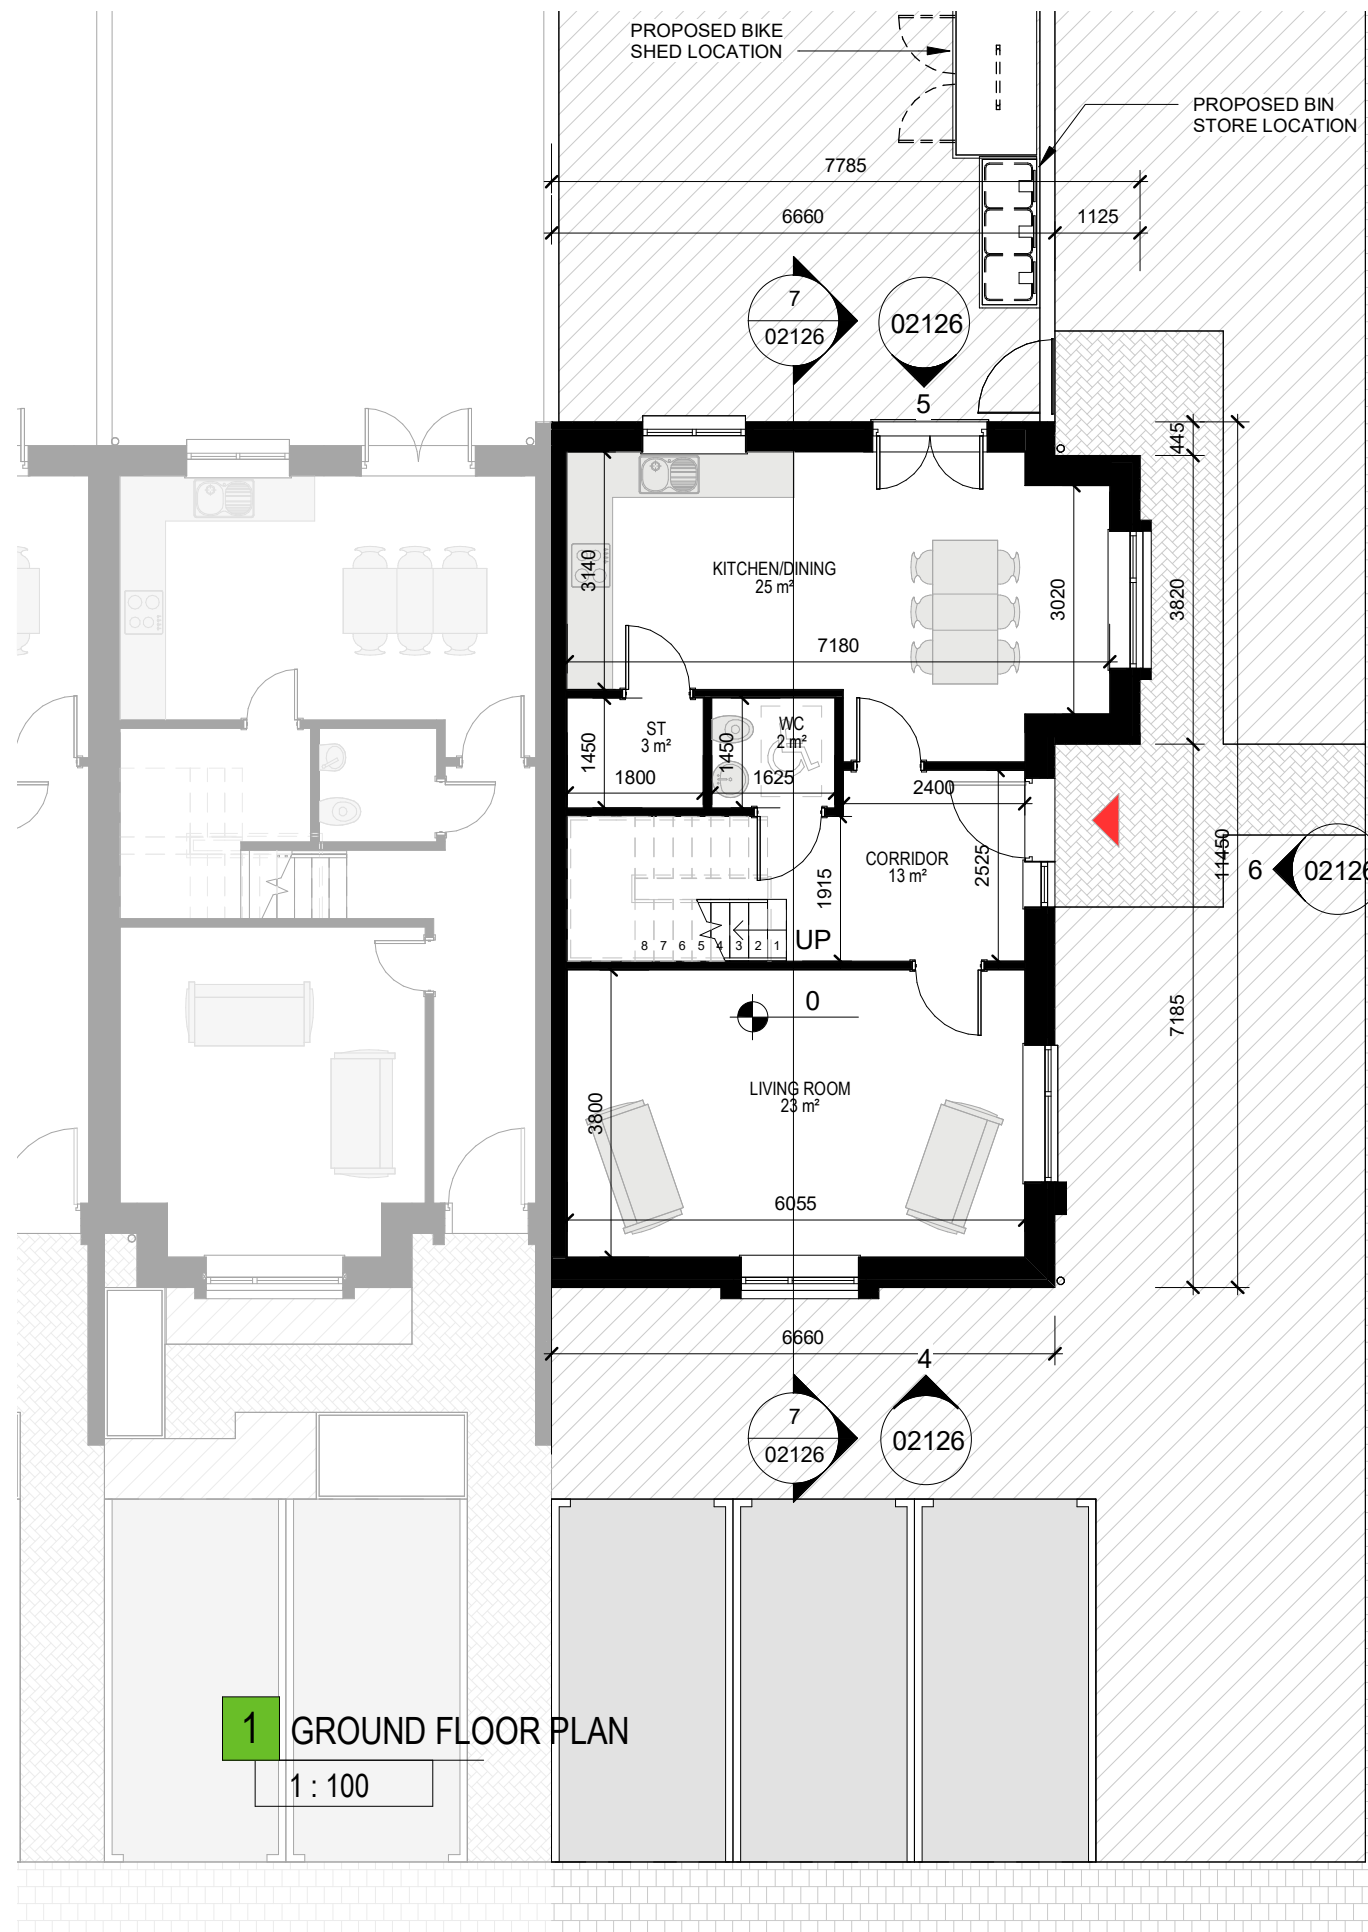 PROPOSED BIKE
SHED LOCATION
PROPOSED BIN
STORE LOCATION
7785
6660
1125
7
02126
02126
5
445
3140
KITCHEN/DINING
25 m²
3020
3820
7180
ST
3 m²
WC
2 m²
1450
1450
1800
1625
2400
CORRIDOR
13 m²
2525
1915
11450
6
02126
8 7 6 5 4 3 2 1
UP
0
7185
LIVING ROOM
23 m²
3800
6055
6660
4
7
02126
02126
1
GROUND FLOOR PLAN
1 : 100